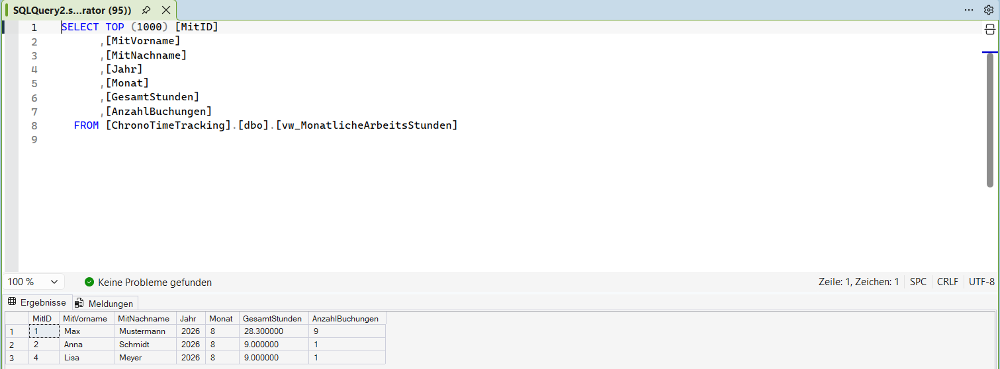 SQLQuery2.s...rator (95))
1 SELECT TOP (1000) [MitID]
2 ,[MitVorname]
3 ,[MitNachname]
4 ,[Jahr]
5 ,[Monat]
6 ,[GesamtStunden]
7 ,[AnzahlBuchungen]
8 FROM [ChronoTimeTracking].[dbo].[vw_MonatlicheArbeitsStunden]
9
100 % Keine Probleme gefunden Zeile: 1, Zeichen: 1 SPC CRLF UTF-8
Ergebnisse Meldungen
MitID MitVorname MitNachname Jahr Monat GesamtStunden AnzahlBuchungen
1 1 Max Mustermann 2026 8 28.300000 9
2 2 Anna Schmidt 2026 8 9.000000 1
3 4 Lisa Meyer 2026 8 9.000000 1